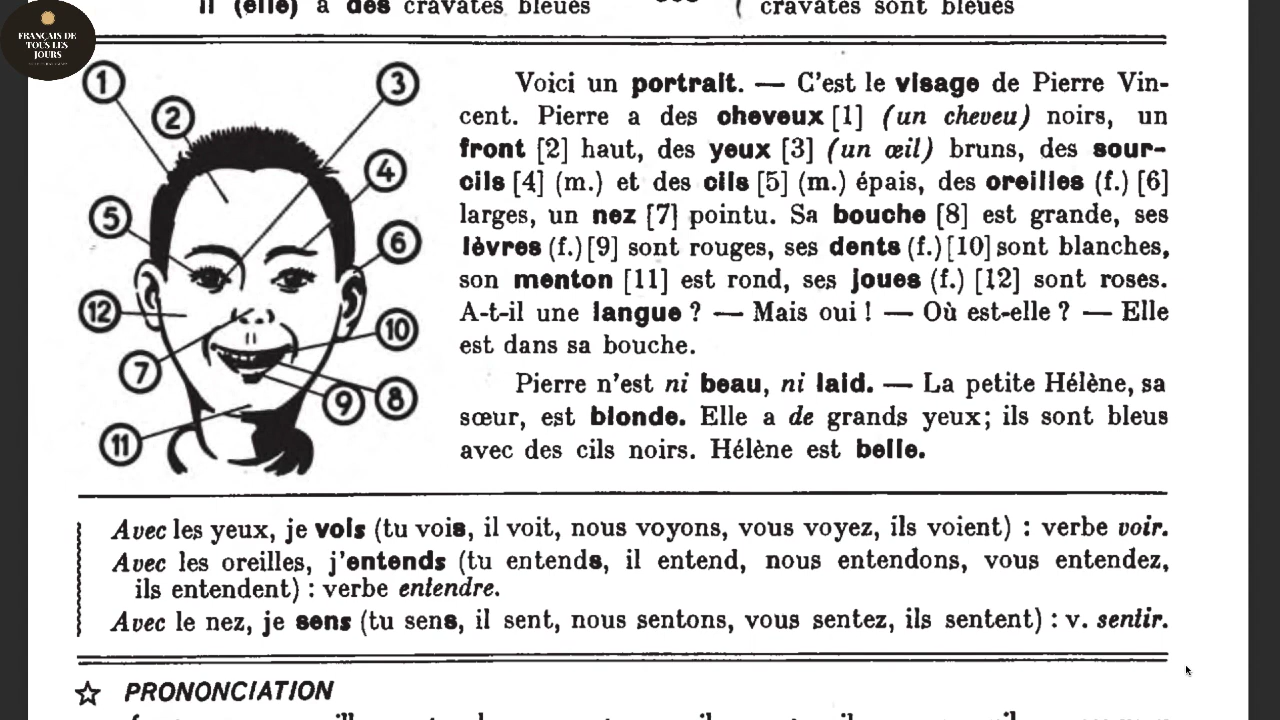 il (elle) a des cravates bleues
cravates sont bleues
FRANÇAIS DE
TOUS LES
JOURS
1
2
3
4
5
6
12
10
7
9
8
11
Voici un portrait. — C'est le visage de Pierre Vin-
cent. Pierre a des cheveux [1] (un cheveu) noirs, un
front [2] haut, des yeux [3] (un œil) bruns, des sour-
cils [4] (m.) et des cils [5] (m.) épais, des oreilles (f.) [6]
larges, un nez [7] pointu. Sa bouche [8] est grande, ses
lèvres (f.) [9] sont rouges, ses dents (f.) [10] sont blanches,
son menton [11] est rond, ses joues (f.) [12] sont roses.
A-t-il une langue ? — Mais oui ! — Où est-elle ? — Elle
est dans sa bouche.
Pierre n'est ni beau, ni laid. — La petite Hélène, sa
sœur, est blonde. Elle a de grands yeux; ils sont bleus
avec des cils noirs. Hélène est belle.
Avec les yeux, je vois (tu vois, il voit, nous voyons, vous voyez, ils voient) : verbe voir.
Avec les oreilles, j'entends (tu entends, il entend, nous entendons, vous entendez,
ils entendent) : verbe entendre.
Avec le nez, je sens (tu sens, il sent, nous sentons, vous sentez, ils sentent) : v. sentir.
☆ PRONONCIATION